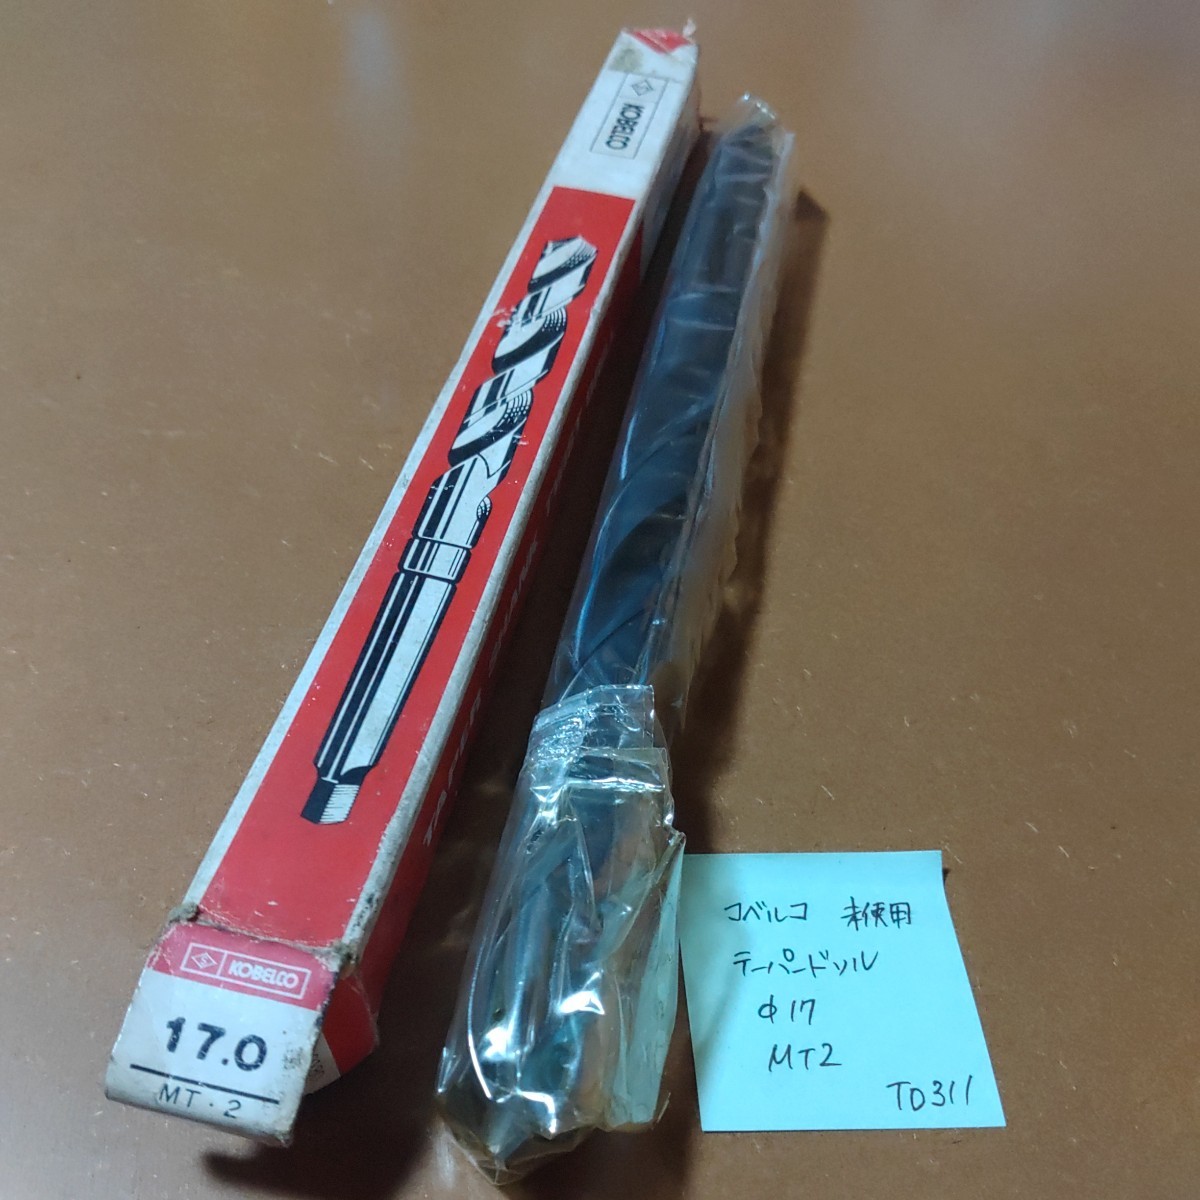 KOBELCO
KOBELCO
17.0
MT・2
コベルコ 未使用
テーパードリル
φ17
MT2
TD311